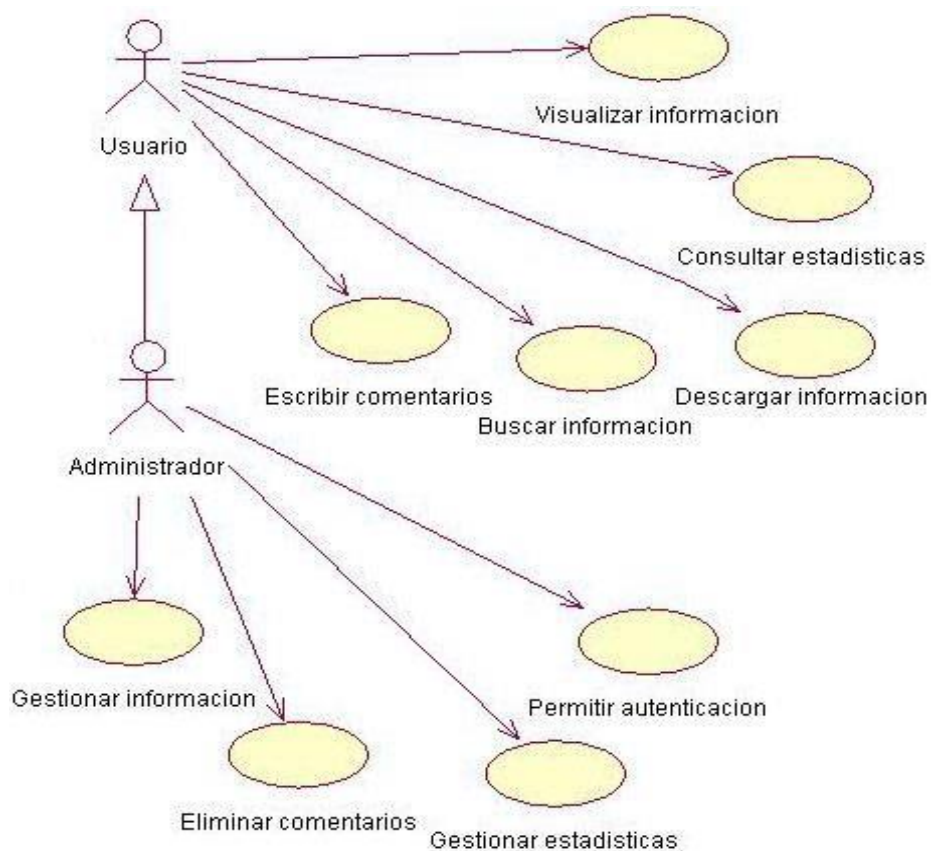 Visualizar informacion
Usuario
Consultar estadisticas
Escribir comentarios
Descargar informacion
Buscar informacion
Administrador
Gestionar informacion
Permitir autenticacion
Eliminar comentarios
Gestionar estadisticas